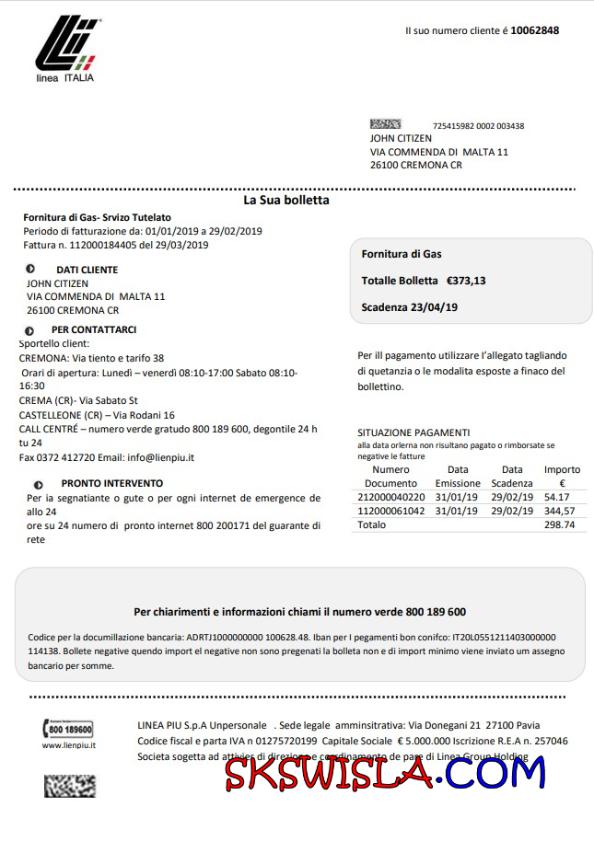 Il suo numero cliente é 10062848
linea ITALIA
725415982 0002 003438
JOHN CITIZEN
VIA COMMENDA DI MALTA 11
26100 CREMONA CR
La Sua bolletta
Fornitura di Gas- Srvizo Tutelato
Periodo di fatturazione da: 01/01/2019 a 29/02/2019
Fattura n. 112000184405 del 29/03/2019
DATI CLIENTE
JOHN CITIZEN
VIA COMMENDA DI MALTA 11
26100 CREMONA CR
PER CONTATTARCI
Sportello client:
CREMONA: Via tiento e tarifo 38
Orari di apertura: Lunedì – venerdì 08:10-17:00 Sabato 08:10-
16:30
CREMA (CR)- Via Sabato St
CASTELLEONE (CR) – Via Rodani 16
CALL CENTRÉ – numero verde gratudo 800 189 600, degontile 24 h
tu 24
Fax 0372 412720 Email: info@lienpiu.it
PRONTO INTERVENTO
Per ia segnatiante o gute o per ogni internet de emergence de
allo 24
ore su 24 numero di pronto internet 800 200171 del guarante di
rete
Fornitura di Gas
Totalle Bolletta €373,13
Scadenza 23/04/19
Per ill pagamento utilizare l'allegato tagliando
di quetanzia o le modalita esposte a finaco del
bollettino.
SITUAZIONE PAGAMENTI
alla data orlerna non risultano pagato o rimborsate se
negative le fatture
Numero Data Data Importo
Documento Emissione Scadenza €
212000040220 31/01/19 29/02/19 54.17
112000061042 31/01/19 29/02/19 344,57
Totalo 298.74
Per chiarimenti e informazioni chiami il numero verde 800 189 600
Codice per la documillazione bancaria: ADRTJ1000000000 100628.48. Iban per I pegamenti bon conifco: IT20L0551211403000000
114138. Bollete negative quendo import el negative non sono pregenati la bolleta non e di import minimo viene inviato um assegno
bancario per somme.
800 189600
www.lienpiu.it
LINEA PIU S.p.A Unpersonale . Sede legale amminsitrativa: Via Donegani 21 27100 Pavia
Codice fiscal e parta IVA n 01275720199 Capitale Sociale € 5.000.000 Iscrizione R.E.A n. 257046
Societa sogetta ad attivier di direzione e cordinamento de part di Linea Group Holding
SKSWISLA.COM